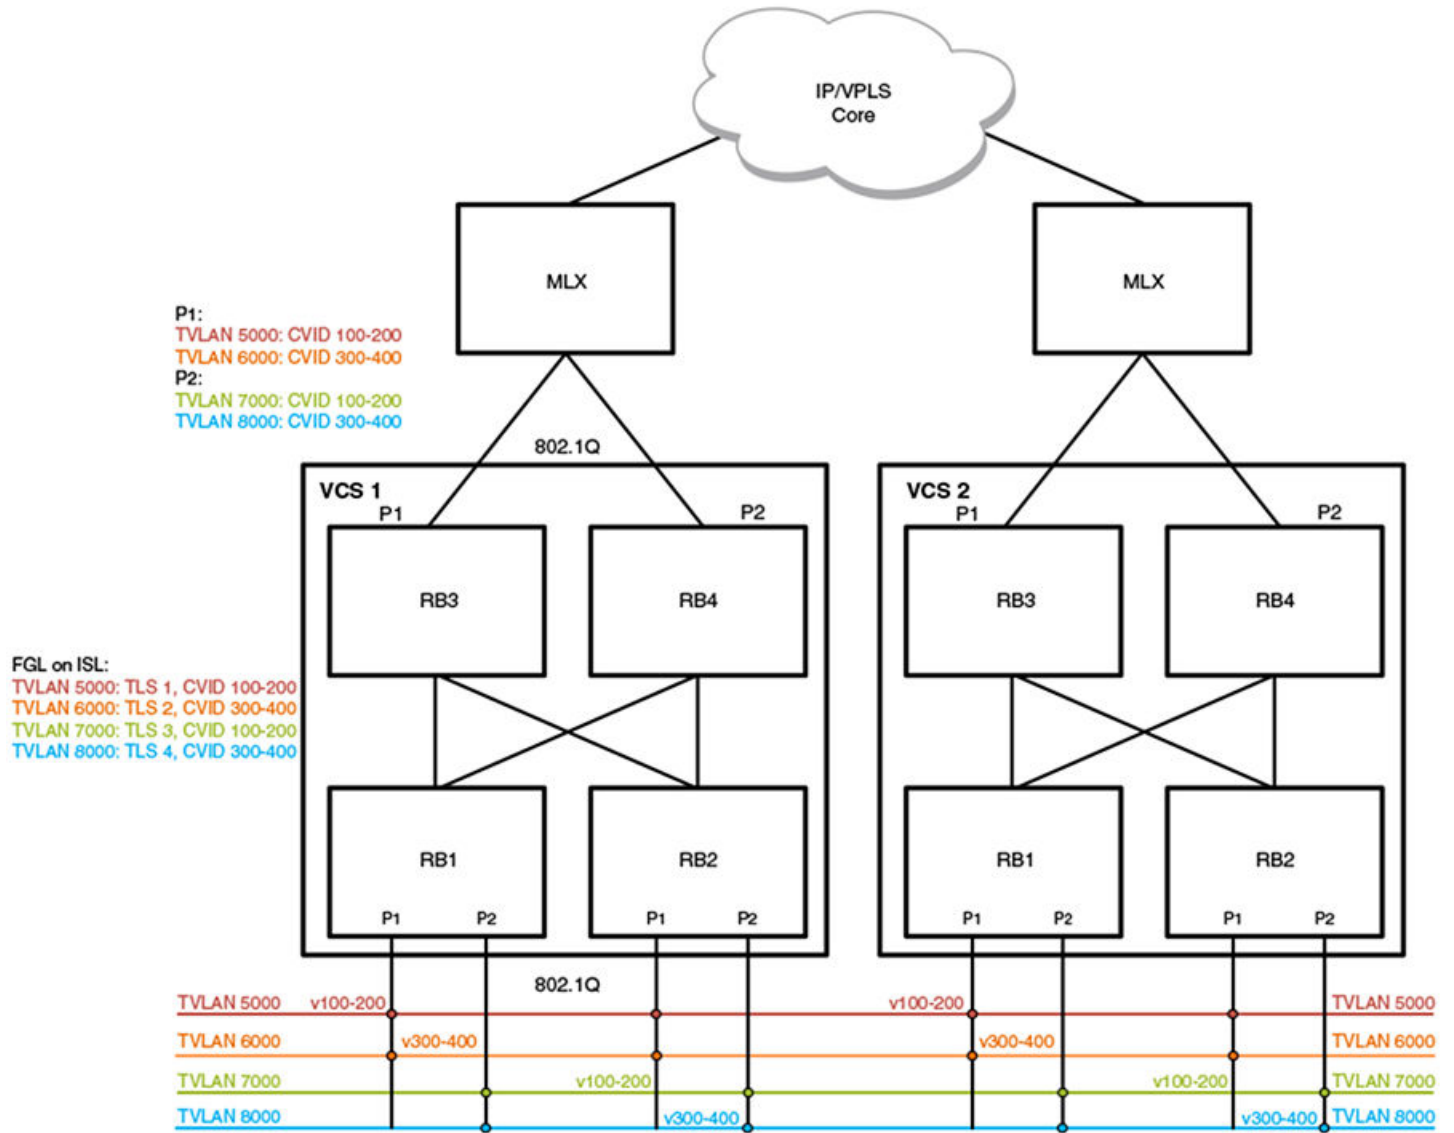 IP/VPLS
Core
MLX
MLX
P1:
TVLAN 5000: CVID 100-200
TVLAN 6000: CVID 300-400
P2:
TVLAN 7000: CVID 100-200
TVLAN 8000: CVID 300-400
802.1Q
VCS 1
P1
P2
RB3
RB4
VCS 2
P1
P2
RB3
RB4
FGL on ISL:
TVLAN 5000: TLS 1, CVID 100-200
TVLAN 6000: TLS 2, CVID 300-400
TVLAN 7000: TLS 3, CVID 100-200
TVLAN 8000: TLS 4, CVID 300-400
RB1
P1 P2
RB2
P1 P2
RB1
P1 P2
RB2
P1 P2
802.1Q
TVLAN 5000 v100-200 v100-200 TVLAN 5000
TVLAN 6000 v300-400 v300-400 TVLAN 6000
TVLAN 7000 v100-200 v100-200 TVLAN 7000
TVLAN 8000 v300-400 v300-400 TVLAN 8000